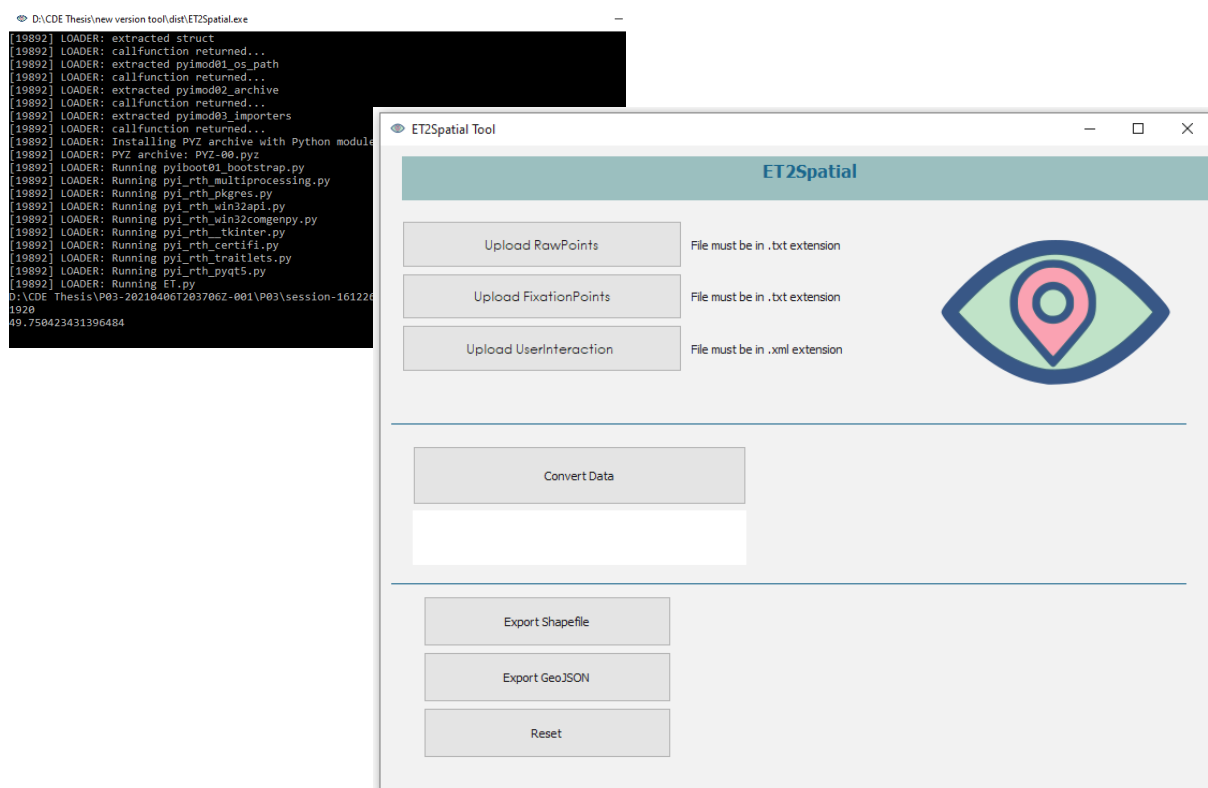 D:\CDE Thesis\new version tool\dist\ET2Spatial.exe
[19892] LOADER: extracted struct
[19892] LOADER: callfunction returned...
[19892] LOADER: extracted pyimod01_os_path
[19892] LOADER: callfunction returned...
[19892] LOADER: extracted pyimod02_archive
[19892] LOADER: callfunction returned...
[19892] LOADER: extracted pyimod03_importers
[19892] LOADER: callfunction returned...
[19892] LOADER: Installing PYZ archive with Python module
[19892] LOADER: PYZ archive: PYZ-00.pyz
[19892] LOADER: Running pyiboot01_bootstrap.py
[19892] LOADER: Running pyi_rth_multiprocessing.py
[19892] LOADER: Running pyi_rth_pkgres.py
[19892] LOADER: Running pyi_rth_win32api.py
[19892] LOADER: Running pyi_rth_win32comgenpy.py
[19892] LOADER: Running pyi_rth__tkinter.py
[19892] LOADER: Running pyi_rth_certifi.py
[19892] LOADER: Running pyi_rth_traitlets.py
[19892] LOADER: Running pyi_rth_pyqt5.py
[19892] LOADER: Running ET.py
D:\CDE Thesis\P03-20210406T203706Z-001\P03\session-161226
1920
49.750423431396484
ET2Spatial Tool
ET2Spatial
Upload RawPoints File must be in .txt extension
Upload FixationPoints File must be in .txt extension
Upload UserInteraction File must be in .xml extension
Convert Data
Export Shapefile
Export GeoJSON
Reset